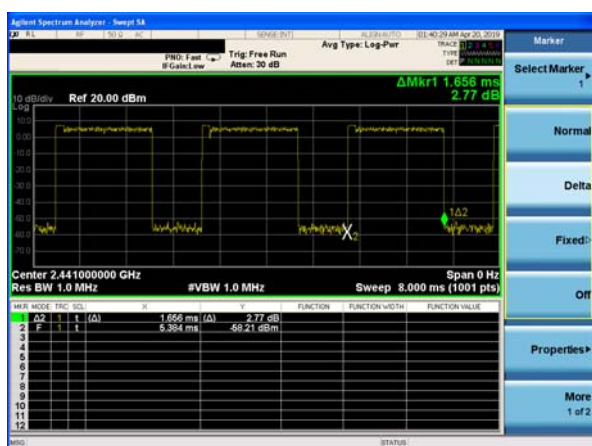 Agilent Spectrum Analyzer - Swept SA
RL RF 50 Ω AC SENSE:INT ALIGN AUTO 01:40:29 AM Apr 20, 2019
PNO: Fast Trig: Free Run Avg Type: Log-Pwr TRACE 1 2 3 4 5 6
IFGain:Low Atten: 30 dB TYPE
DET P N N N N N
Marker
Select Marker
1
Normal
Delta
Fixed
Off
Properties
More
1 of 2
ΔMkr1 1.656 ms
2.77 dB
10 dB/div Ref 20.00 dBm
Log
10.0
0.00
-10.0
-20.0
-30.0
-40.0
-50.0
-60.0
-70.0
1Δ2
2
Center 2.441000000 GHz Span 0 Hz
Res BW 1.0 MHz #VBW 1.0 MHz Sweep 8.000 ms (1001 pts)
MKR MODE TRC SCL X Y FUNCTION FUNCTION WIDTH FUNCTION VALUE
1 Δ2 1 t (Δ) 1.656 ms (Δ) 2.77 dB
2 F 1 t 5.384 ms -58.21 dBm
3
4
5
6
7
8
9
10
11
12
MSG STATUS